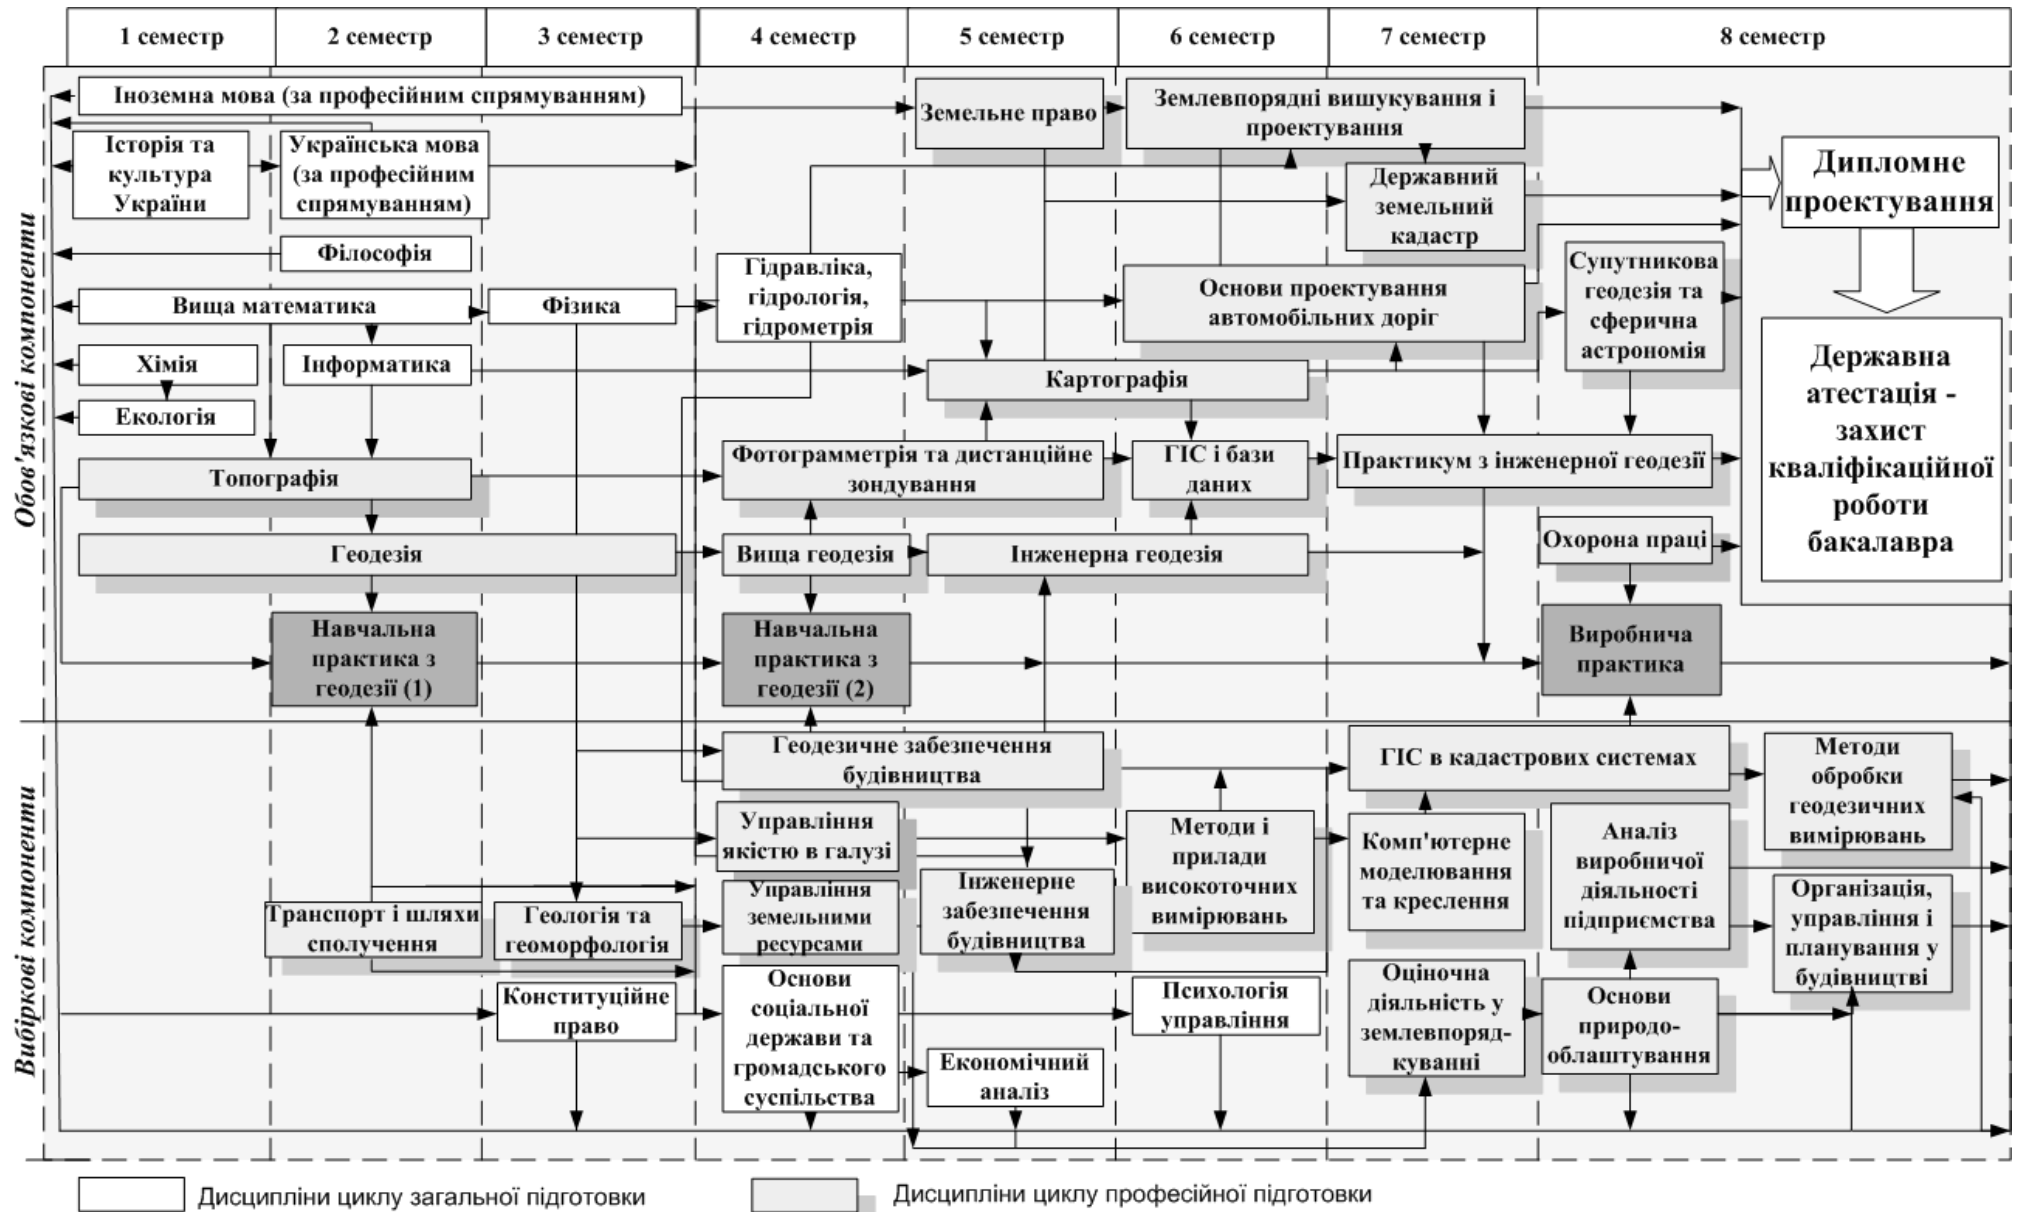 1 семестр
2 семестр
3 семестр
4 семестр
5 семестр
6 семестр
7 семестр
8 семестр
Обов'язкові компоненти
Іноземна мова (за професійним спрямуванням)
Земельне право
Землевпорядні вишукування і
проектування
Історія та
культура
України
Українська мова
(за професійним
спрямуванням)
Державний
земельний
кадастр
Дипломне
проектування
Філософія
Гідравліка,
гідрологія,
гідрометрія
Основи проектування
автомобільних доріг
Супутникова
геодезія та
сферична
астрономія
Вища математика
Фізика
Хімія
Інформатика
Картографія
Державна
атестація -
захист
кваліфікаційної
роботи
бакалавра
Екологія
Топографія
Фотограмметрія та дистанційне
зондування
ГІС і бази
даних
Практикум з інженерної геодезії
Геодезія
Вища геодезія
Інженерна геодезія
Охорона праці
Навчальна
практика з
геодезії (1)
Навчальна
практика з
геодезії (2)
Виробнича
практика
Вибіркові компоненти
Геодезичне забезпечення
будівництва
ГІС в кадастрових системах
Методи
обробки
геодезичних
вимірювань
Управління
якістю в галузі
Методи і
прилади
високоточних
вимірювань
Комп'ютерне
моделювання
та креслення
Аналіз
виробничої
діяльності
підприємства
Транспорт і шляхи
сполучення
Геологія та
геоморфологія
Управління
земельними
ресурсами
Інженерне
забезпечення
будівництва
Організація,
управління і
планування у
будівництві
Конституційне
право
Основи
соціальної
держави та
громадського
суспільства
Психологія
управління
Оціночна
діяльність у
землевпоряд-
куванні
Основи
природо-
облаштування
Економічний
аналіз
Дисципліни циклу загальної підготовки
Дисципліни циклу професійної підготовки